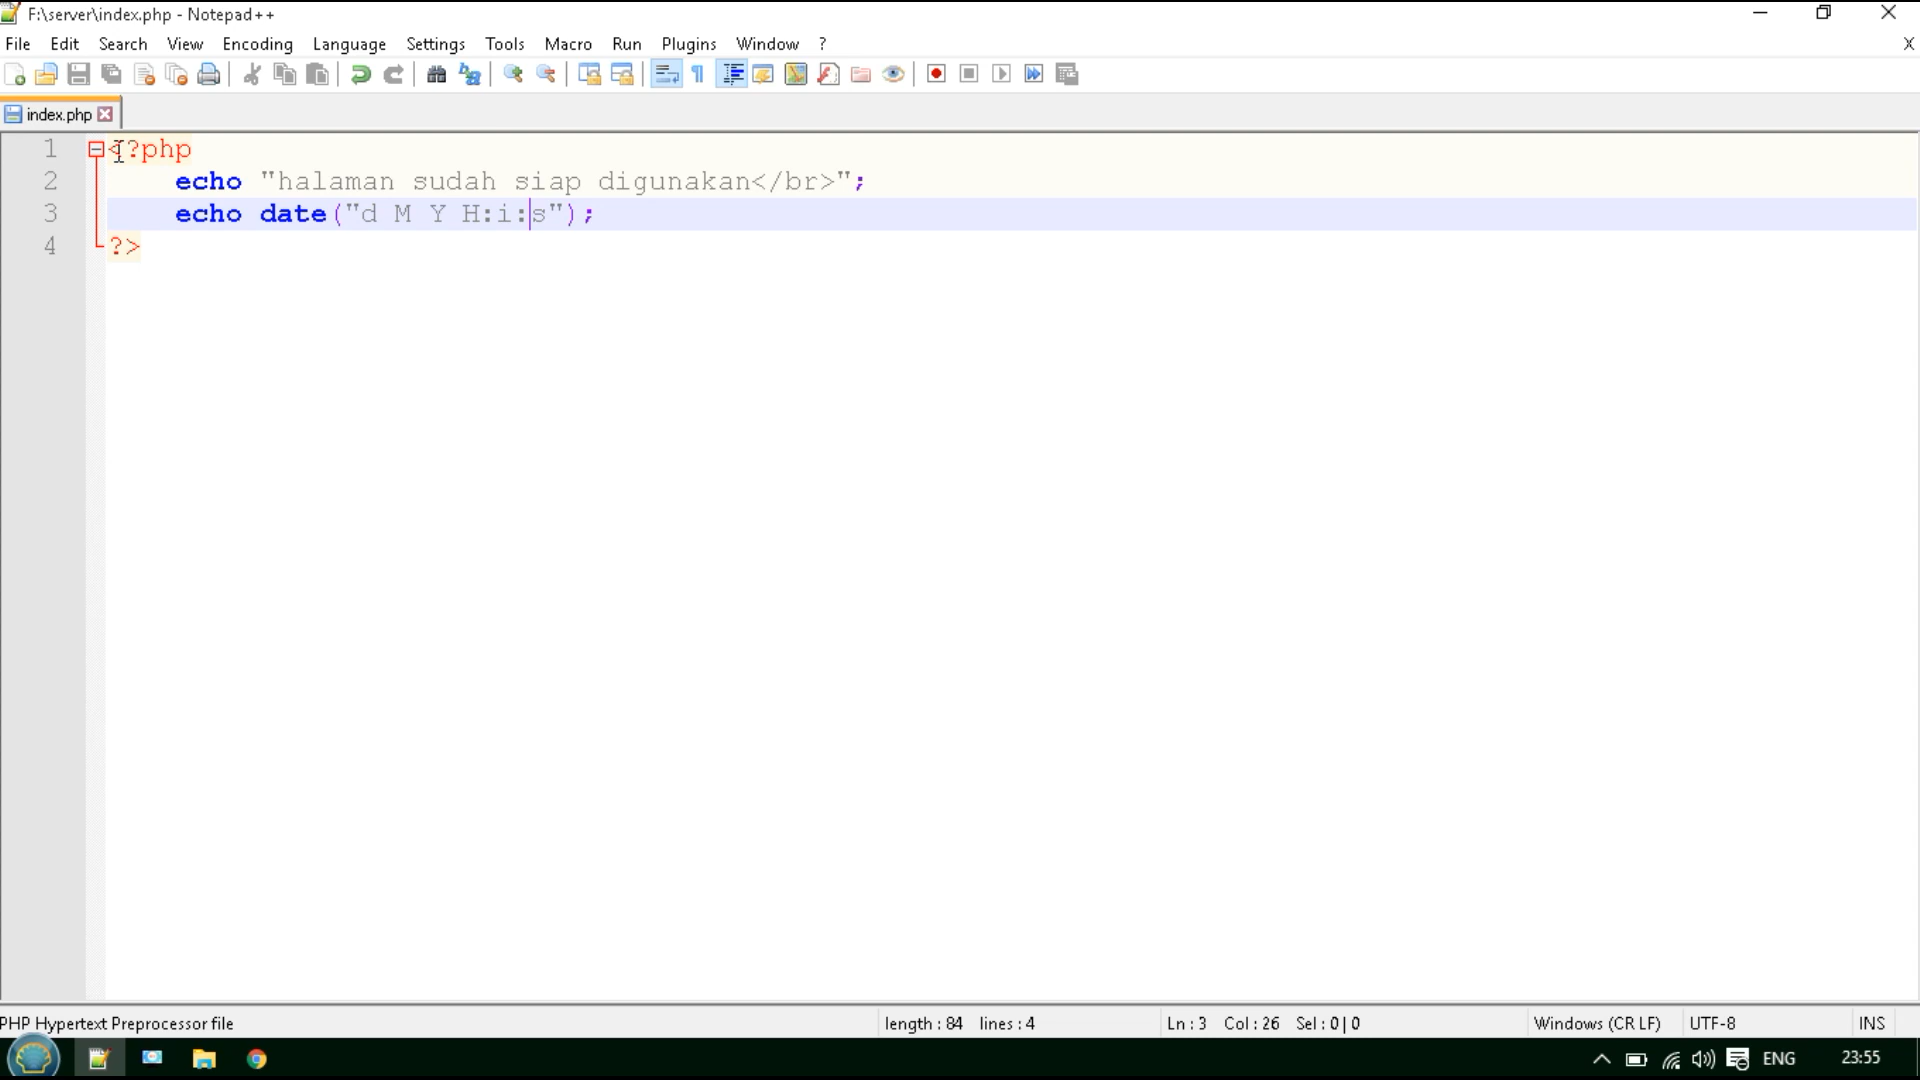 F:\server\index.php - Notepad++
File Edit Search View Encoding Language Settings Tools Macro Run Plugins Window ? X
index.php
1 <?php
2 echo "halaman sudah siap digunakan</br>";
3 echo date("d M Y H:i:s");
4 ?>
PHP Hypertext Preprocessor file length : 84 lines : 4 Ln : 3 Col : 26 Sel : 0 | 0 Windows (CR LF) UTF-8 INS
ENG 23:55